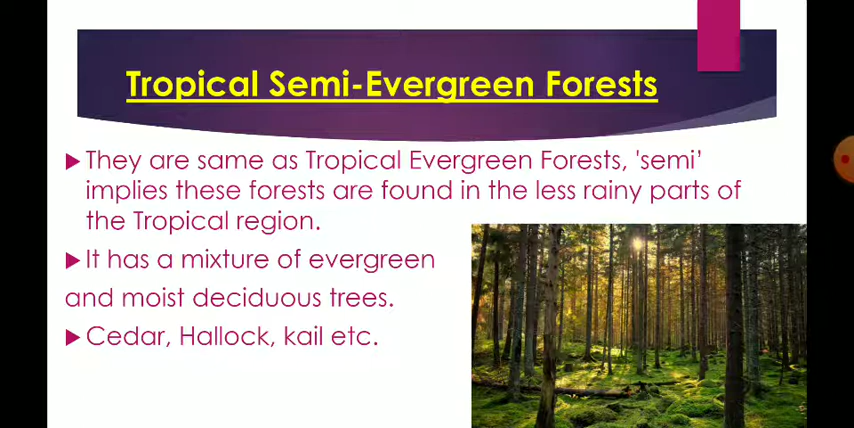 Tropical Semi-Evergreen Forests
They are same as Tropical Evergreen Forests, 'semi'
implies these forests are found in the less rainy parts of
the Tropical region.
It has a mixture of evergreen
and moist deciduous trees.
Cedar, Hallock, kail etc.